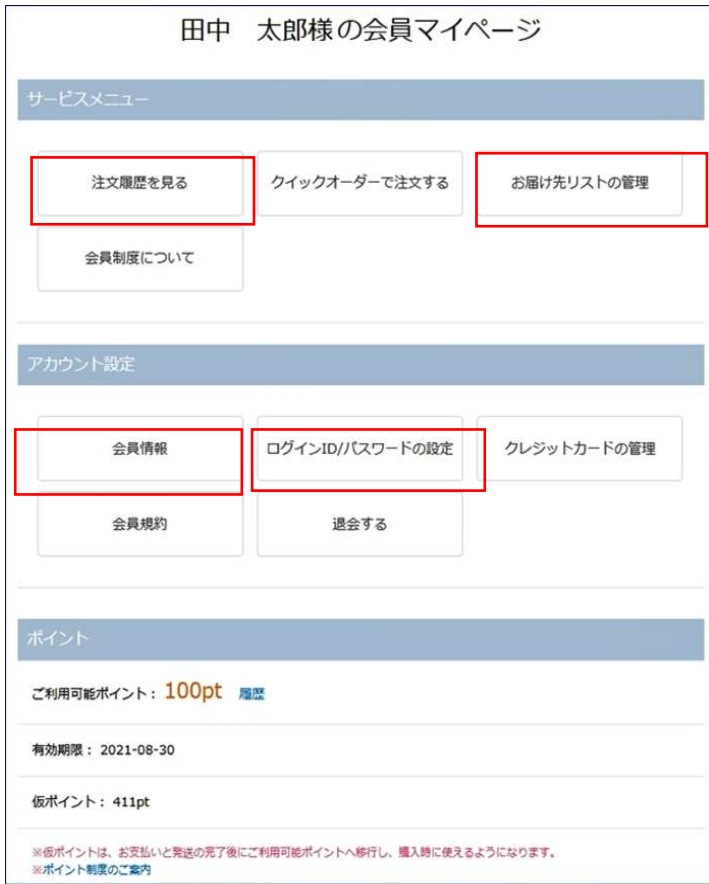 田中　太郎様の会員マイページ
サービスメニュー
注文履歴を見る
クイックオーダーで注文する
お届け先リストの管理
会員制度について
アカウント設定
会員情報
ログインID/パスワードの設定
クレジットカードの管理
会員規約
退会する
ポイント
ご利用可能ポイント： 100pt 履歴
有効期限： 2021-08-30
仮ポイント： 411pt
※仮ポイントは、お支払いと発送の完了後にご利用可能ポイントへ移行し、購入時に使えるようになります。
※ポイント制度のご案内